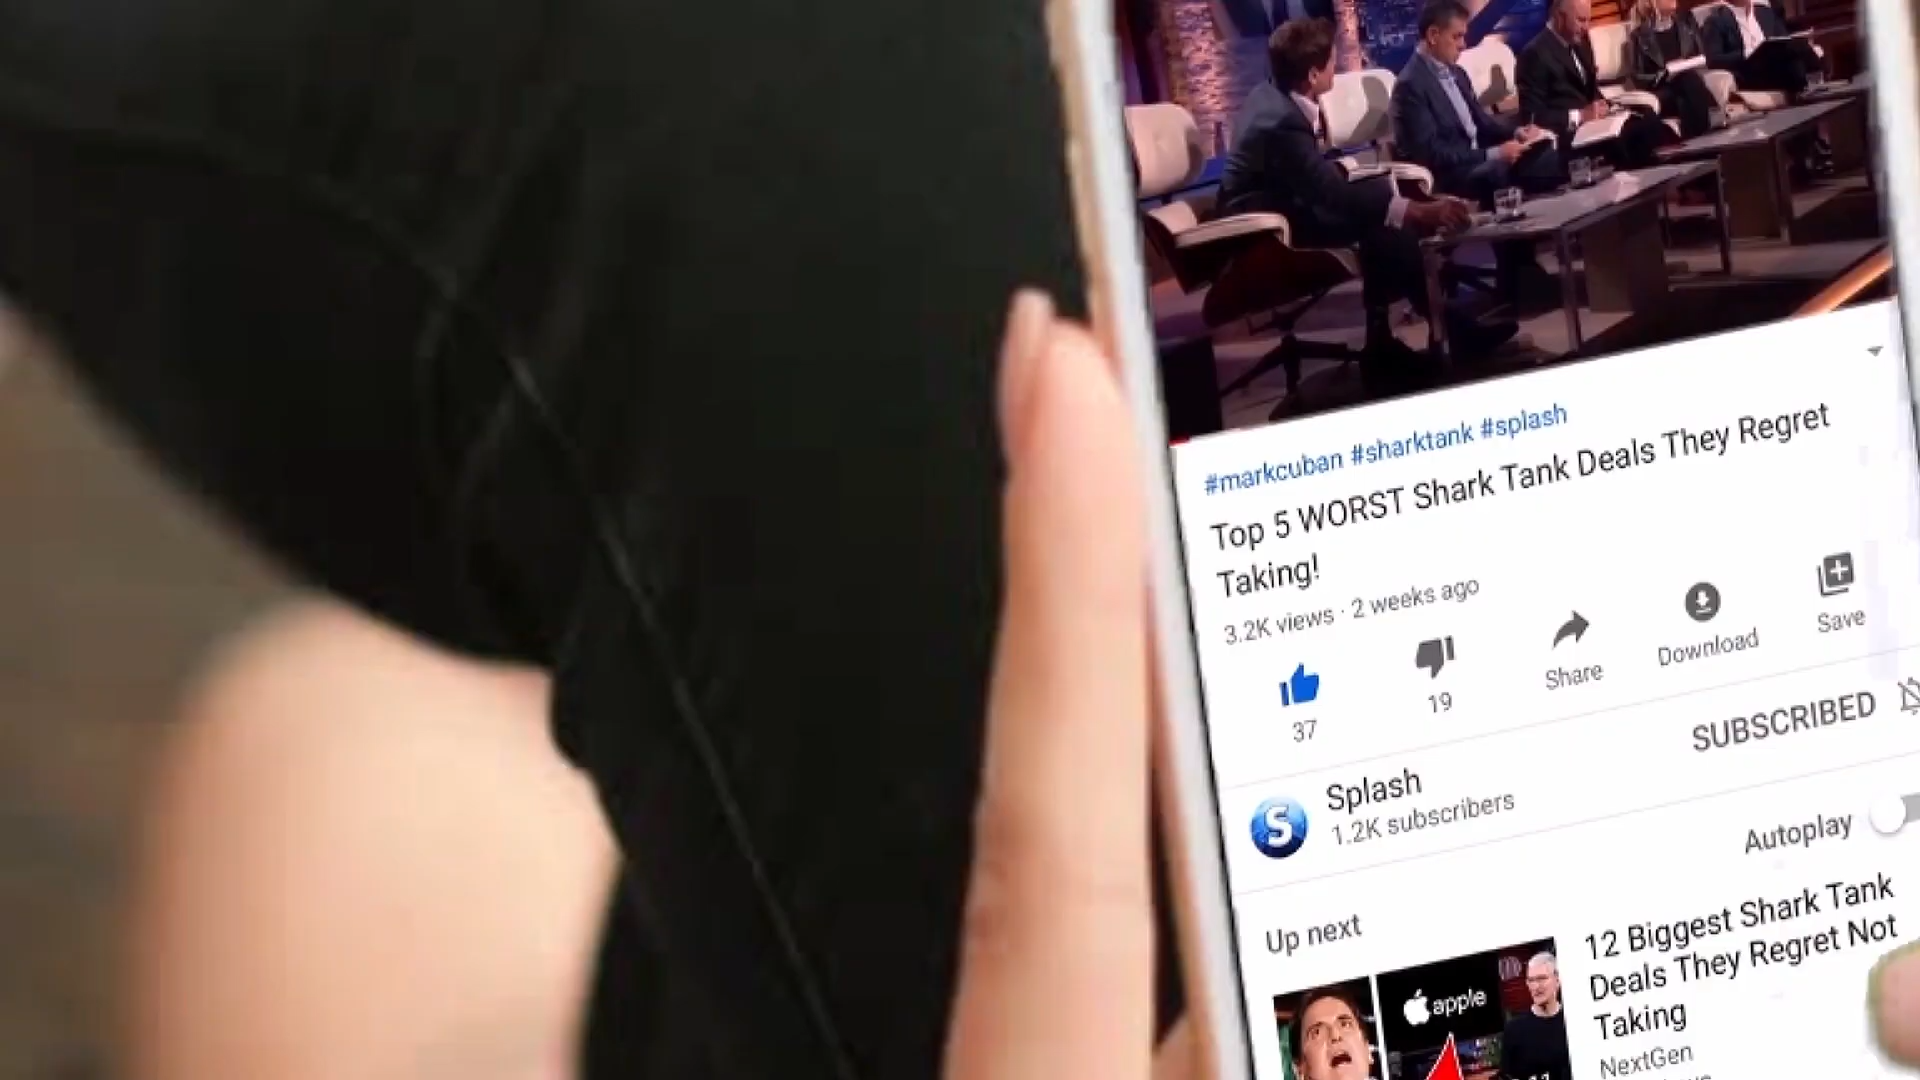 #markcuban #sharktank #splash
Top 5 WORST Shark Tank Deals They Regret
Taking!
3.2K views · 2 weeks ago
37
19
Share
Download
Save
SUBSCRIBED
S
Splash
1.2K subscribers
Autoplay
Up next
apple
12 Biggest Shark Tank
Deals They Regret Not
Taking
NextGen